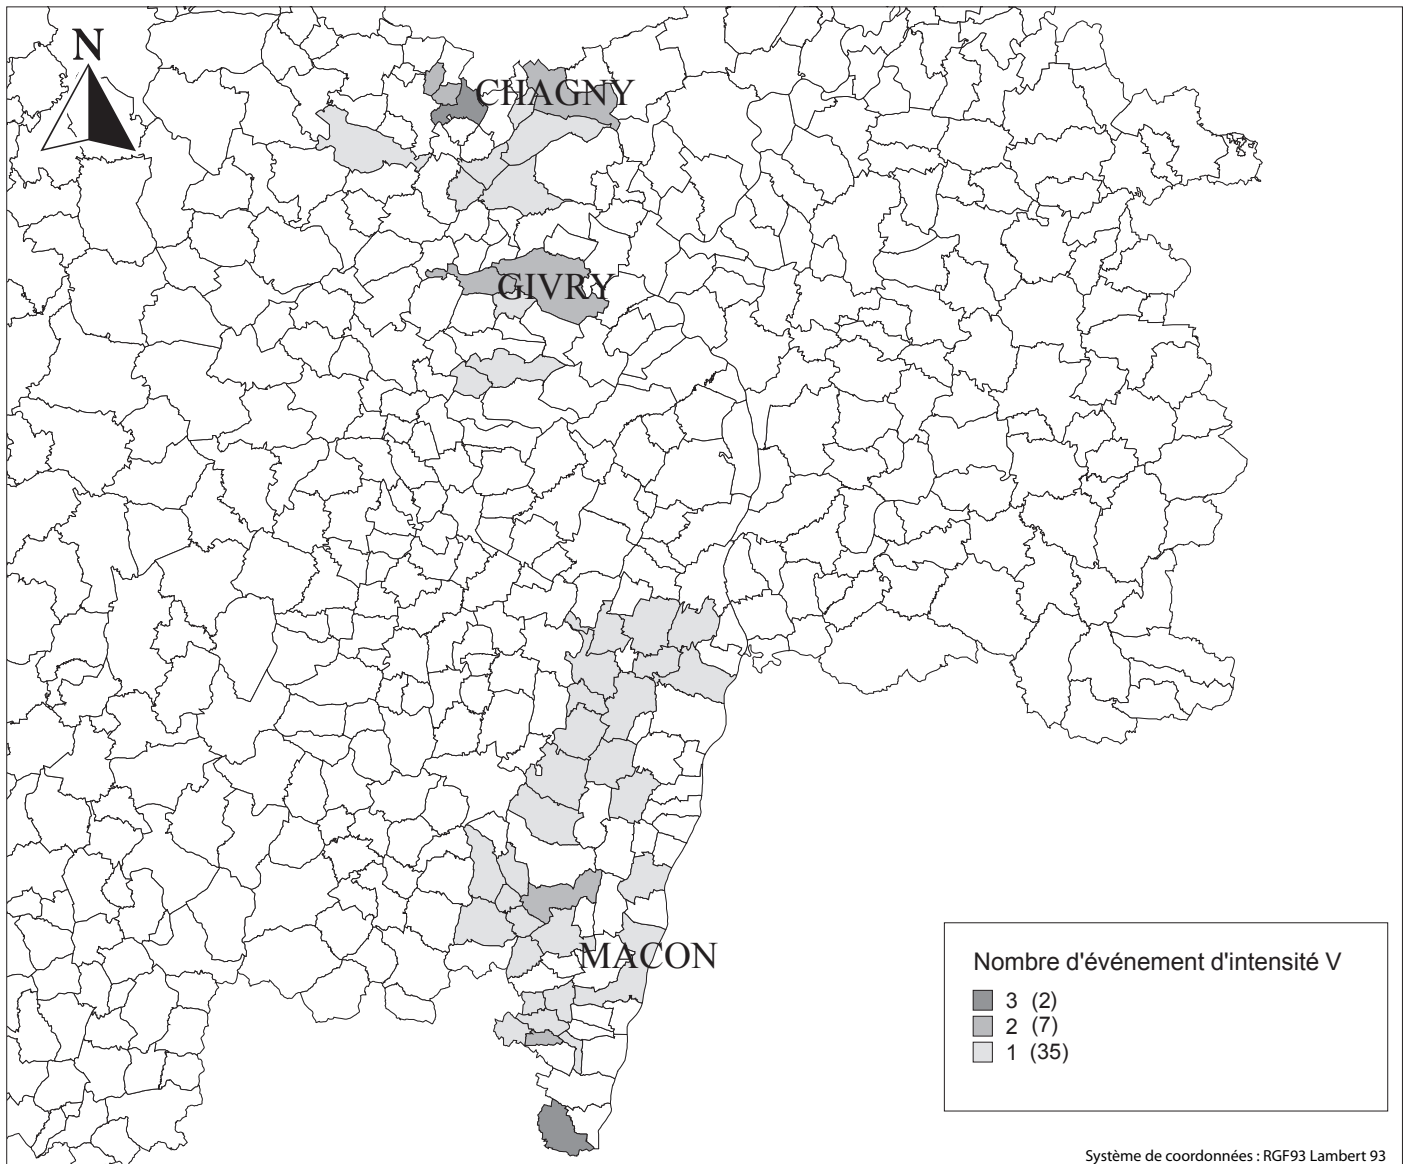 N
CHAGNY
GIVRY
MACON
Nombre d'événement d'intensité V
3 (2)
2 (7)
1 (35)
Système de coordonnées : RGF93 Lambert 93